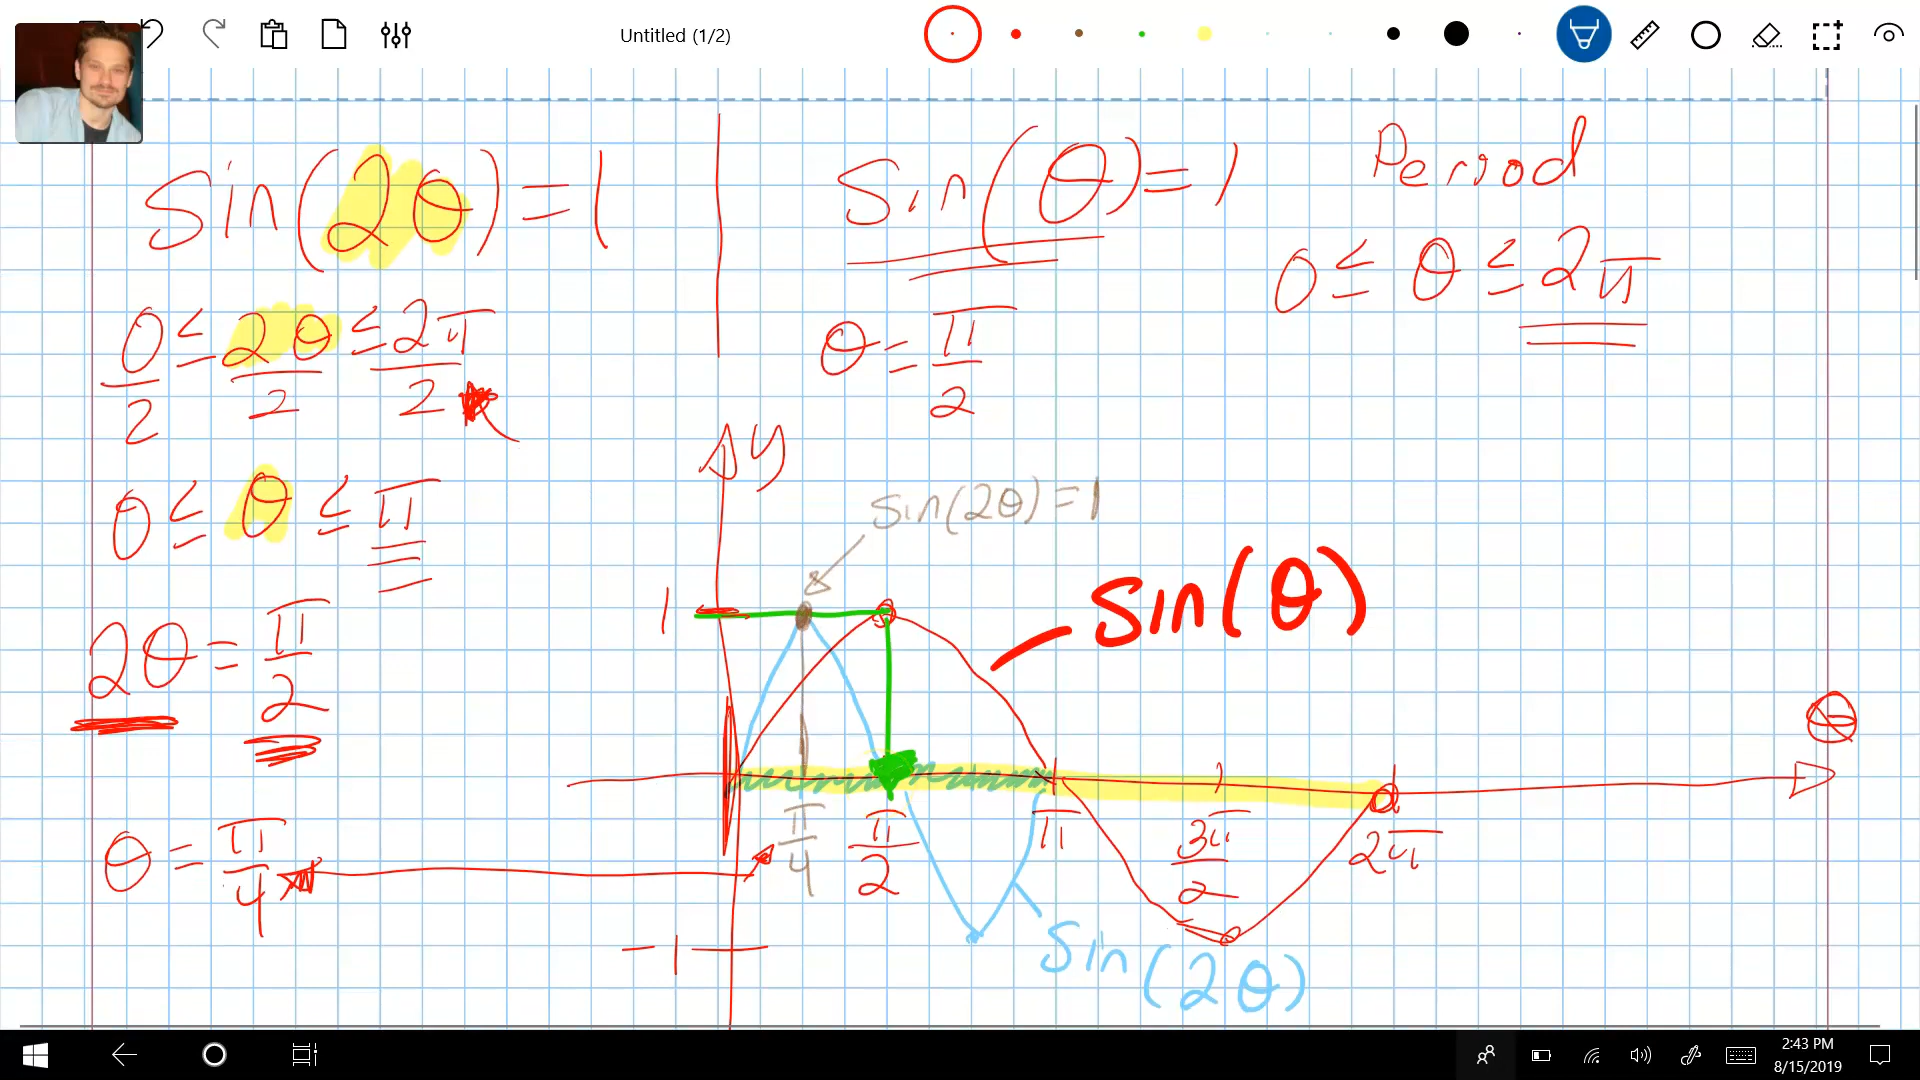 Untitled (1/2)
sin(2θ)=1
sin(θ)=1
Period
0 ≤ θ ≤ 2π
0/2 ≤ 2θ/2 ≤ 2π/2
θ = π/2
0 ≤ θ ≤ π
y
sin(2θ)=1
1
sin(θ)
2θ = π/2
θ
θ = π/4
π/4
π/2
π
3π/2
2π
-1
sin(2θ)
2:43 PM
8/15/2019